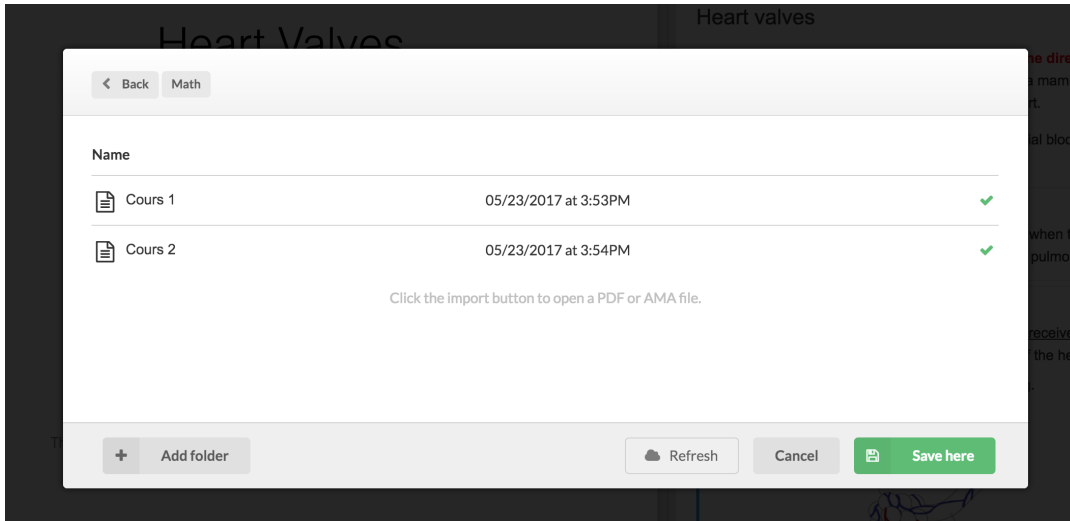 Heart Valves
Heart valves
Back Math
Name
Cours 1 05/23/2017 at 3:53PM
Cours 2 05/23/2017 at 3:54PM
Click the import button to open a PDF or AMA file.
when
receive
Add folder Refresh Cancel Save here